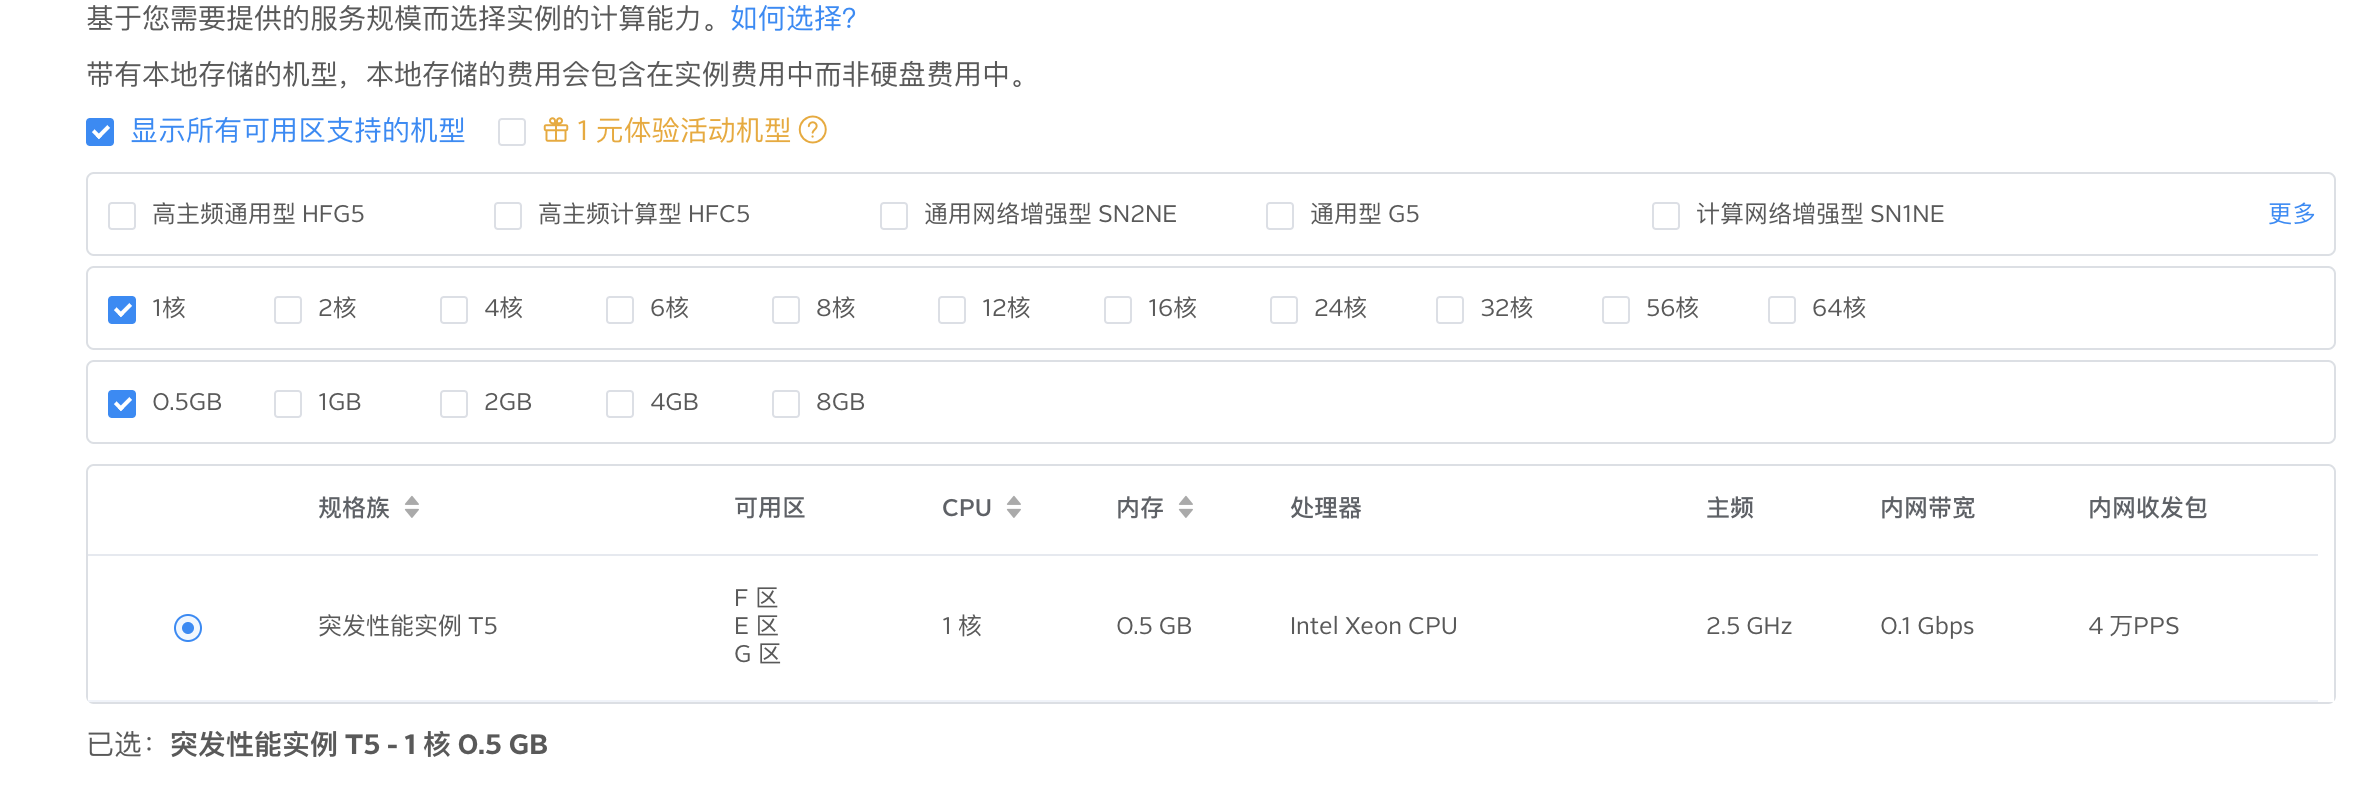 基于您需要提供的服务规模而选择实例的计算能力。如何选择?
带有本地存储的机型，本地存储的费用会包含在实例费用中而非硬盘费用中。
显示所有可用区支持的机型 1 元体验活动机型 ?
高主频通用型 HFG5 高主频计算型 HFC5 通用网络增强型 SN2NE 通用型 G5 计算网络增强型 SN1NE 更多
1核 2核 4核 6核 8核 12核 16核 24核 32核 56核 64核
0.5GB 1GB 2GB 4GB 8GB
规格族 可用区 CPU 内存 处理器 主频 内网带宽 内网收发包
F 区
突发性能实例 T5 E 区 1 核 0.5 GB Intel Xeon CPU 2.5 GHz 0.1 Gbps 4 万PPS
G 区
已选：突发性能实例 T5 - 1 核 0.5 GB